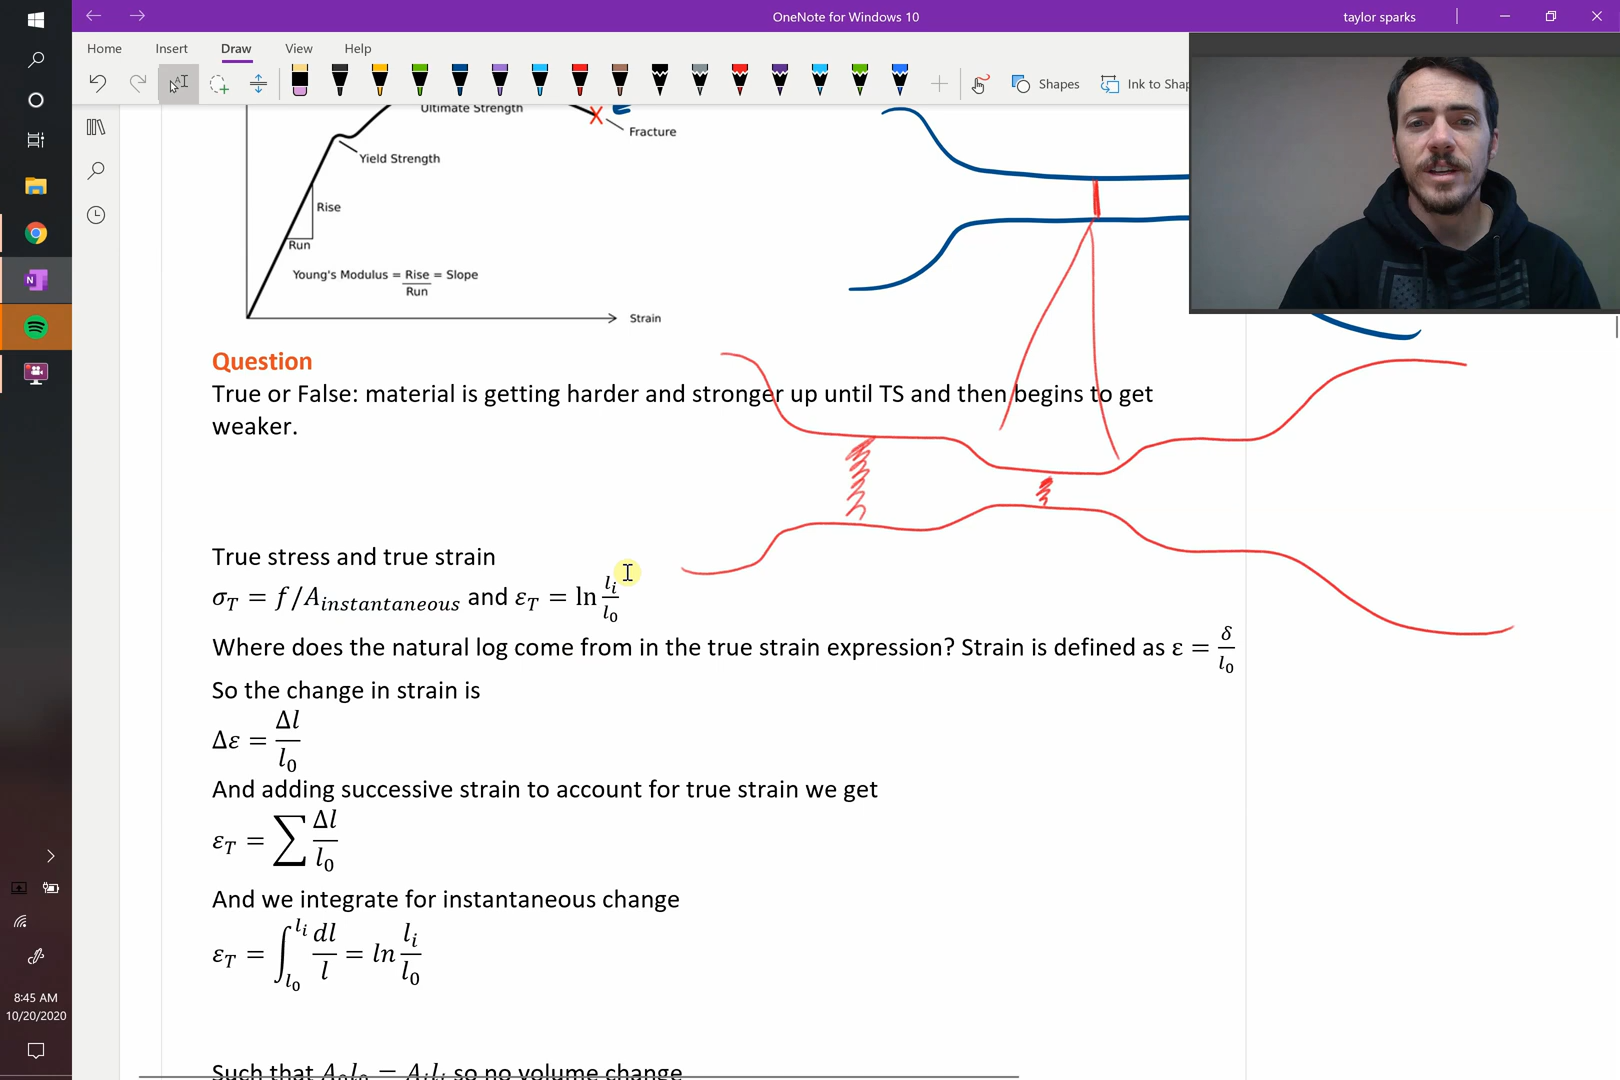 OneNote for Windows 10
taylor sparks
Home Insert Draw View Help
Shapes Ink to Shap
Ultimate Strength
Fracture
Yield Strength
Rise
Run
Young's Modulus = Rise = Slope
Run
Strain
Question
True or False: material is getting harder and stronger up until TS and then begins to get
weaker.
True stress and true strain
σ_T = f/A_instantaneous and ε_T = ln l_i/l_0
Where does the natural log come from in the true strain expression? Strain is defined as ε = δ/l_0
So the change in strain is
Δε = Δl/l_0
And adding successive strain to account for true strain we get
ε_T = ∑ Δl/l_0
And we integrate for instantaneous change
ε_T = ∫_{l_0}^{l_i} dl/l = ln l_i/l_0
Such that A_0l_0 = A_il_i so no volume change
8:45 AM
10/20/2020